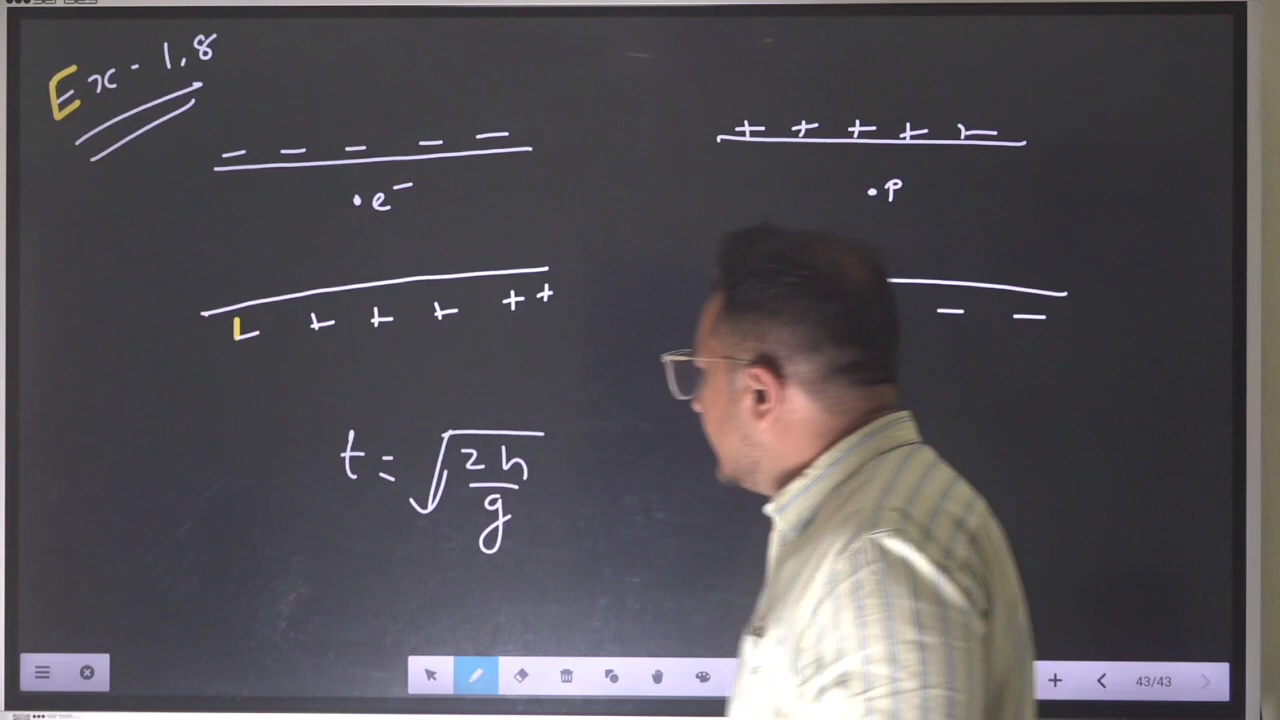 Ex - 1.8
− − − − −
+ + + + +
. e⁻
. p
+ + + + + +
− −
t = √(2h/g)
43/43